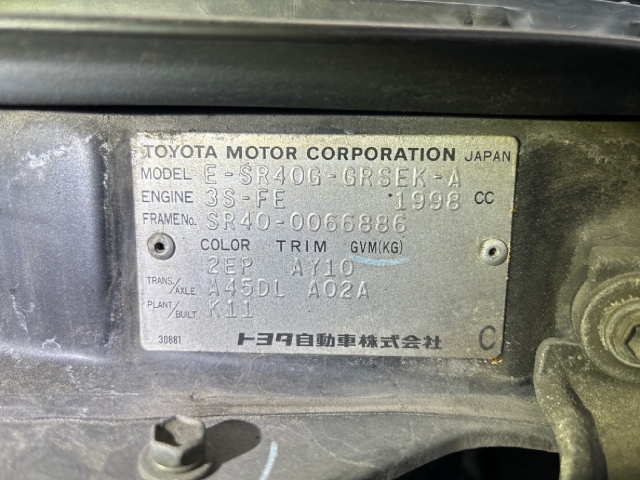 TOYOTA MOTOR CORPORATION JAPAN
MODEL E-SR40G-GRSEK-A
ENGINE 3S-FE 1998 CC
FRAME No. SR40-0066886
COLOR TRIM GVM(KG)
2EP AY10
TRANS./AXLE A45DL A02A
PLANT/BUILT K11
30881 トヨタ自動車株式会社 C